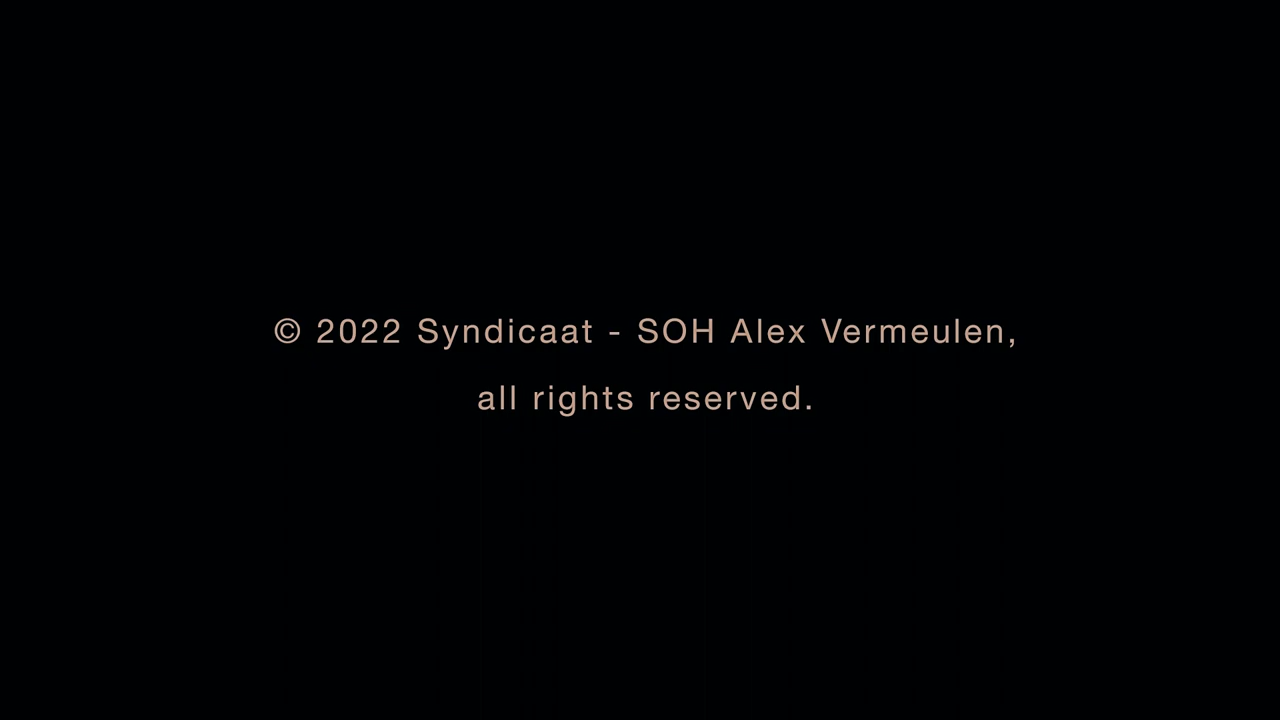 © 2022 Syndicaat - SOH Alex Vermeulen,
all rights reserved.